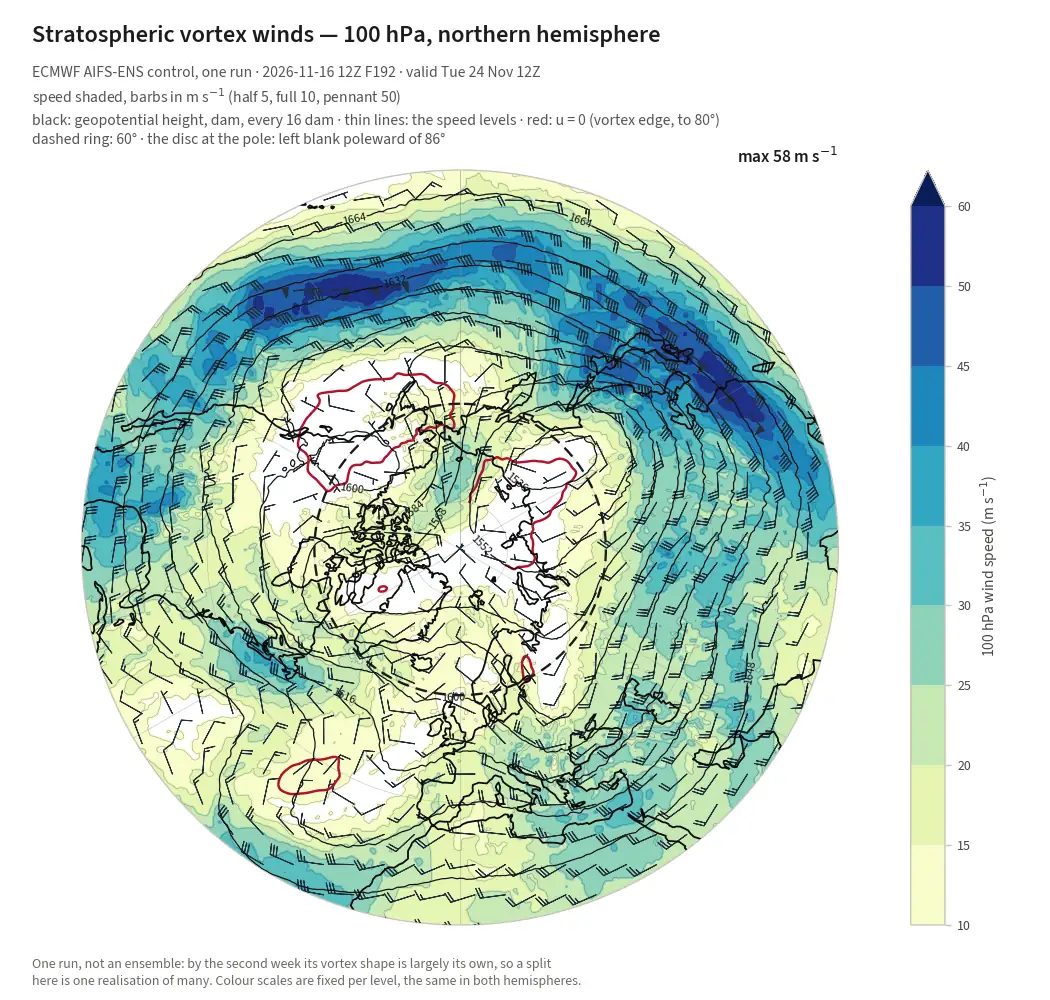 Stratospheric vortex winds — 100 hPa, northern hemisphere
ECMWF AIFS-ENS control, one run · 2026-11-16 12Z F192 · valid Tue 24 Nov 12Z
speed shaded, barbs in m s⁻¹ (half 5, full 10, pennant 50)
black: geopotential height, dam, every 16 dam · thin lines: the speed levels · red: u = 0 (vortex edge, to 80°)
dashed ring: 60° · the disc at the pole: left blank poleward of 86°
max 58 m s⁻¹
1664
1664
1632
1600
1568
1552
1648
1616
1600
60
50
45
40
35
30
25
20
15
10
100 hPa wind speed (m s⁻¹)
One run, not an ensemble: by the second week its vortex shape is largely its own, so a split
here is one realisation of many. Colour scales are fixed per level, the same in both hemispheres.